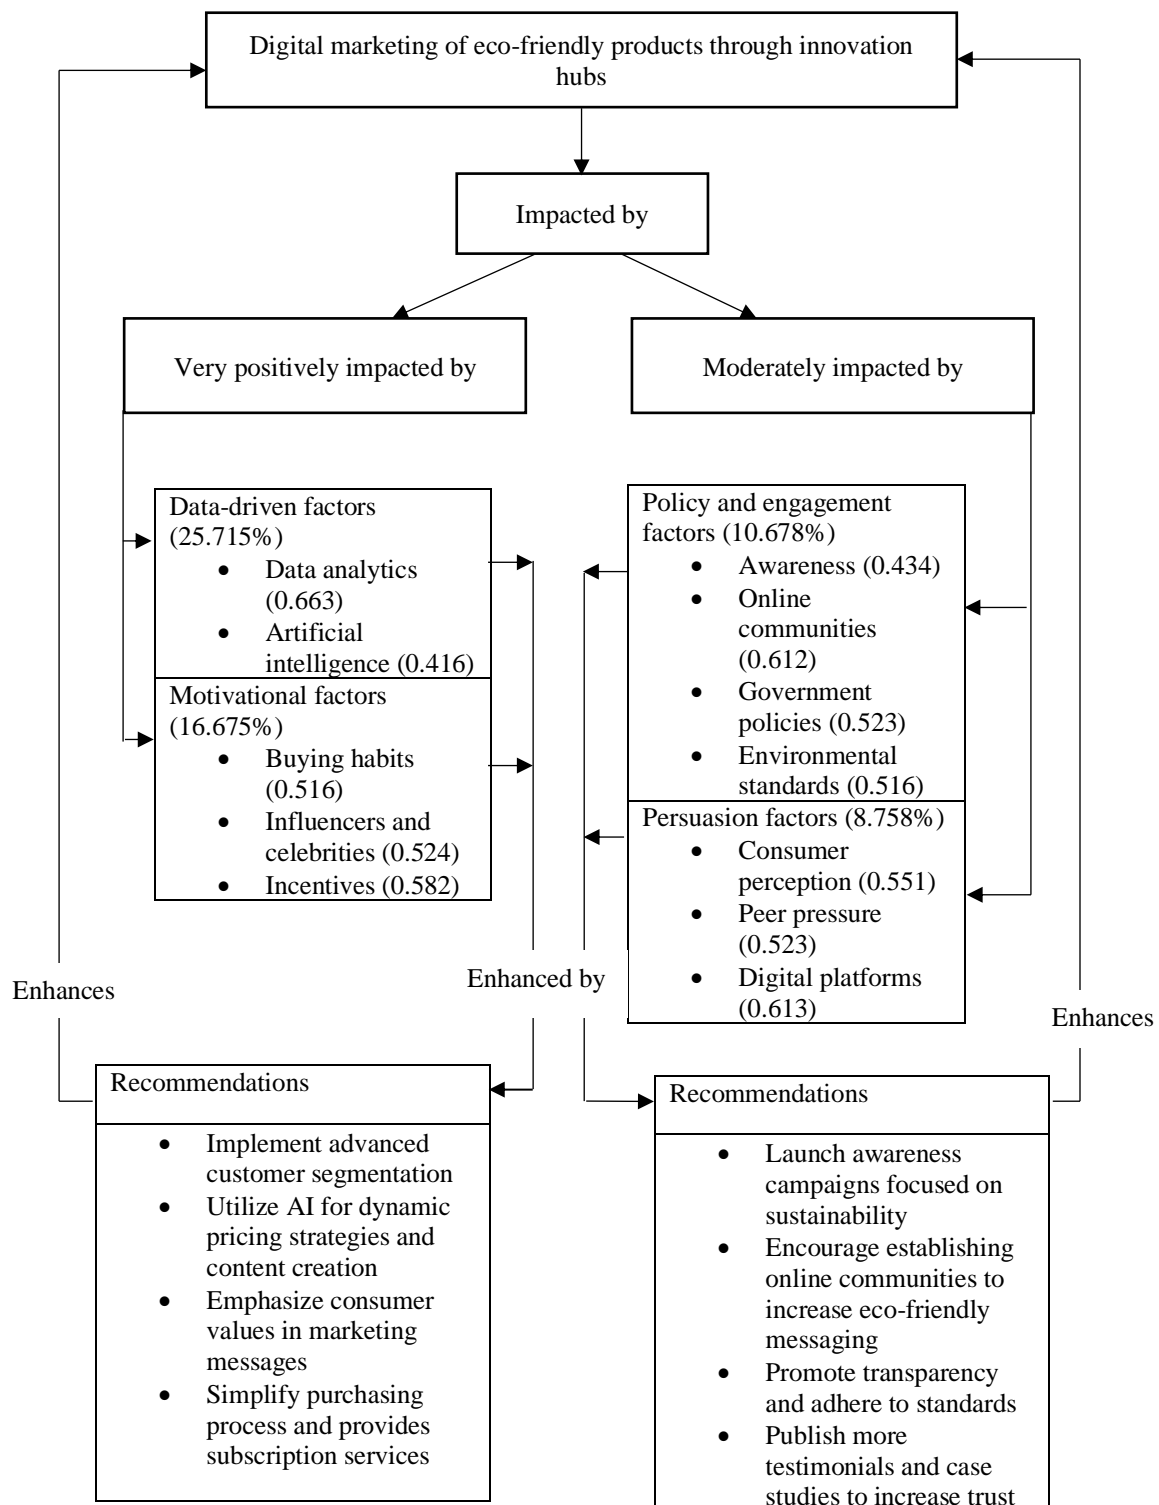 Digital marketing of eco-friendly products through innovation
hubs
Impacted by
Very positively impacted by
Moderately impacted by
Data-driven factors
(25.715%)
• Data analytics
(0.663)
• Artificial
intelligence (0.416)
Motivational factors
(16.675%)
• Buying habits
(0.516)
• Influencers and
celebrities (0.524)
• Incentives (0.582)
Policy and engagement
factors (10.678%)
• Awareness (0.434)
• Online
communities
(0.612)
• Government
policies (0.523)
• Environmental
standards (0.516)
Persuasion factors (8.758%)
• Consumer
perception (0.551)
• Peer pressure
(0.523)
• Digital platforms
(0.613)
Enhances
Enhanced by
Enhances
Recommendations
• Implement advanced
customer segmentation
• Utilize AI for dynamic
pricing strategies and
content creation
• Emphasize consumer
values in marketing
messages
• Simplify purchasing
process and provides
subscription services
Recommendations
• Launch awareness
campaigns focused on
sustainability
• Encourage establishing
online communities to
increase eco-friendly
messaging
• Promote transparency
and adhere to standards
• Publish more
testimonials and case
studies to increase trust